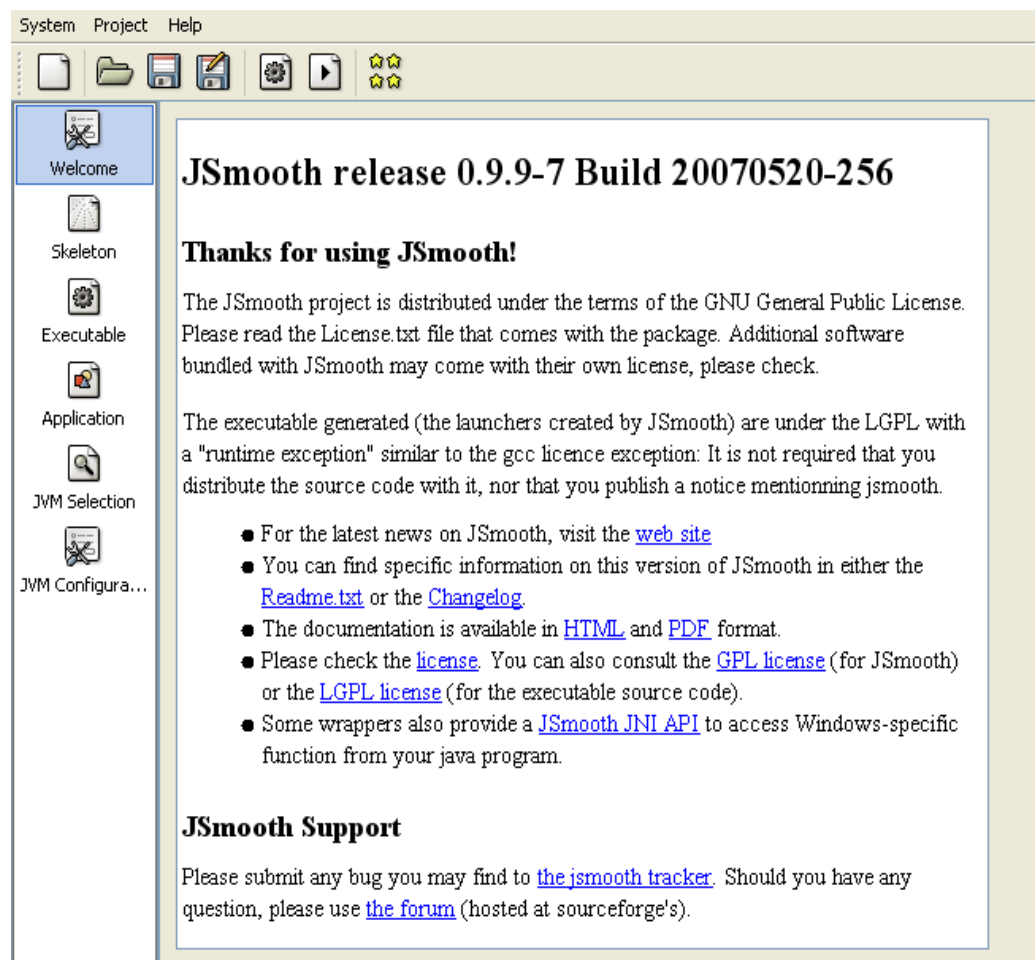 System Project Help
Welcome
Skeleton
Executable
Application
JVM Selection
JVM Configura...
JSmooth release 0.9.9-7 Build 20070520-256
Thanks for using JSmooth!
The JSmooth project is distributed under the terms of the GNU General Public License.
Please read the License.txt file that comes with the package. Additional software
bundled with JSmooth may come with their own license, please check.
The executable generated (the launchers created by JSmooth) are under the LGPL with
a "runtime exception" similar to the gcc licence exception: It is not required that you
distribute the source code with it, nor that you publish a notice mentionning jsmooth.
● For the latest news on JSmooth, visit the web site
● You can find specific information on this version of JSmooth in either the
Readme.txt or the Changelog.
● The documentation is available in HTML and PDF format.
● Please check the license. You can also consult the GPL license (for JSmooth)
or the LGPL license (for the executable source code).
● Some wrappers also provide a JSmooth JNI API to access Windows-specific
function from your java program.
JSmooth Support
Please submit any bug you may find to the jsmooth tracker. Should you have any
question, please use the forum (hosted at sourceforge's).